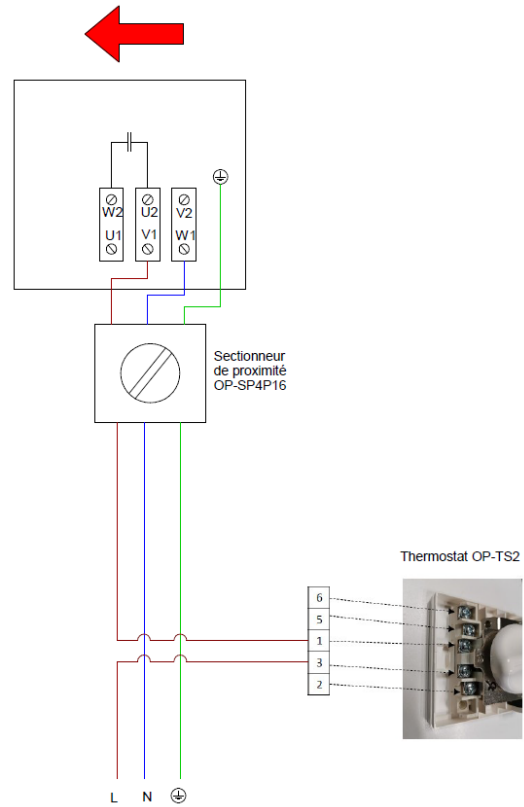 W2 U2 V2
U1 V1 W1
Sectionneur
de proximité
OP-SP4P16
Thermostat OP-TS2
6
5
1
3
2
L N